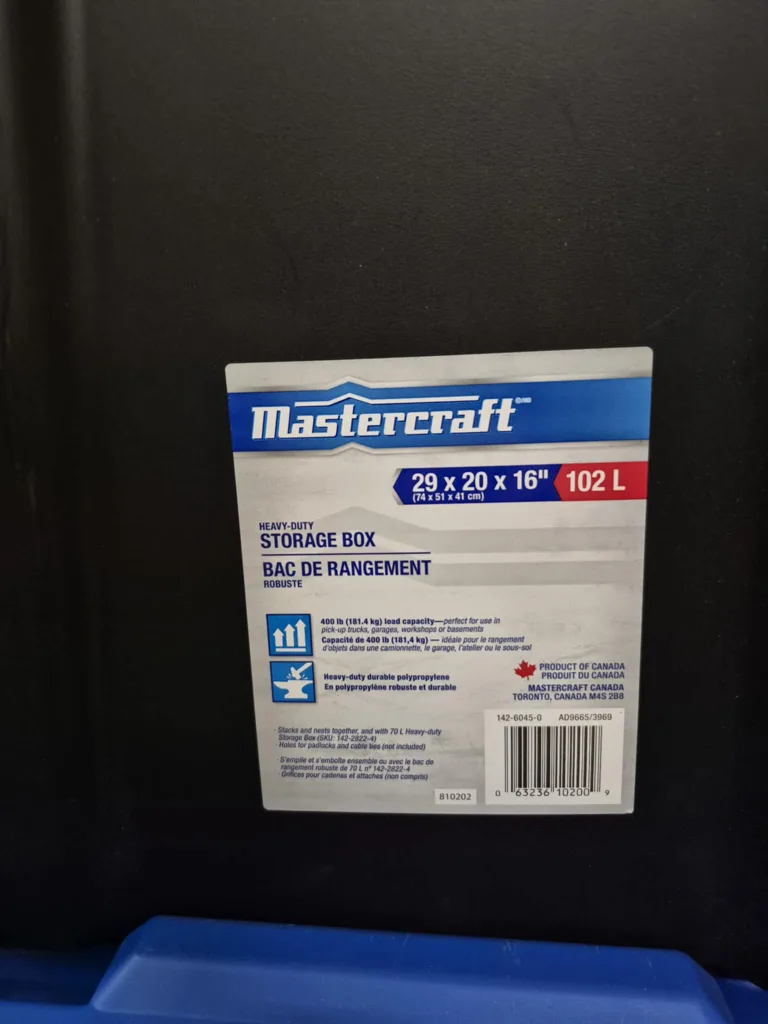 Mastercraft ©/MD
29 x 20 x 16" 102 L
(74 x 51 x 41 cm)
HEAVY-DUTY
STORAGE BOX
BAC DE RANGEMENT
ROBUSTE
400 lb (181.4 kg) load capacity—perfect for use in
pick-up trucks, garages, workshops or basements
Capacité de 400 lb (181,4 kg) — idéale pour le rangement
d'objets dans une camionnette, le garage, l'atelier ou le sous-sol
Heavy-duty durable polypropylene
En polypropylène robuste et durable
PRODUCT OF CANADA
PRODUIT DU CANADA
MASTERCRAFT CANADA
TORONTO, CANADA M4S 2B8
· Stacks and nests together, and with 70 L Heavy-duty
Storage Box (SKU: 142-2822-4)
· Holes for padlocks and cable ties (not included)
· S'empile et s'emboîte ensemble ou avec le bac de
rangement robuste de 70 L nº 142-2822-4
· Orifices pour cadenas et attaches (non compris)
810202
142-6045-0 AD9665/3969
0 63236 10200 9